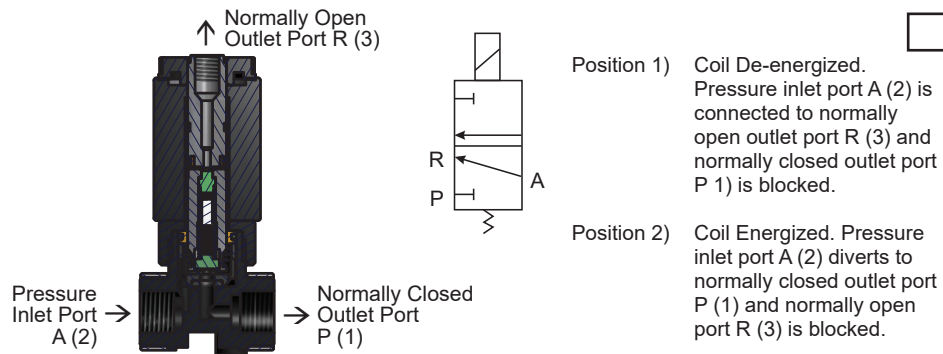 Normally Open
Outlet Port R (3)
Pressure
Inlet Port
A (2)
Normally Closed
Outlet Port
P (1)
R
A
P
Position 1) Coil De-energized.
Pressure inlet port A (2) is
connected to normally
open outlet port R (3) and
normally closed outlet port
P 1) is blocked.
Position 2) Coil Energized. Pressure
inlet port A (2) diverts to
normally closed outlet port
P (1) and normally open
port R (3) is blocked.